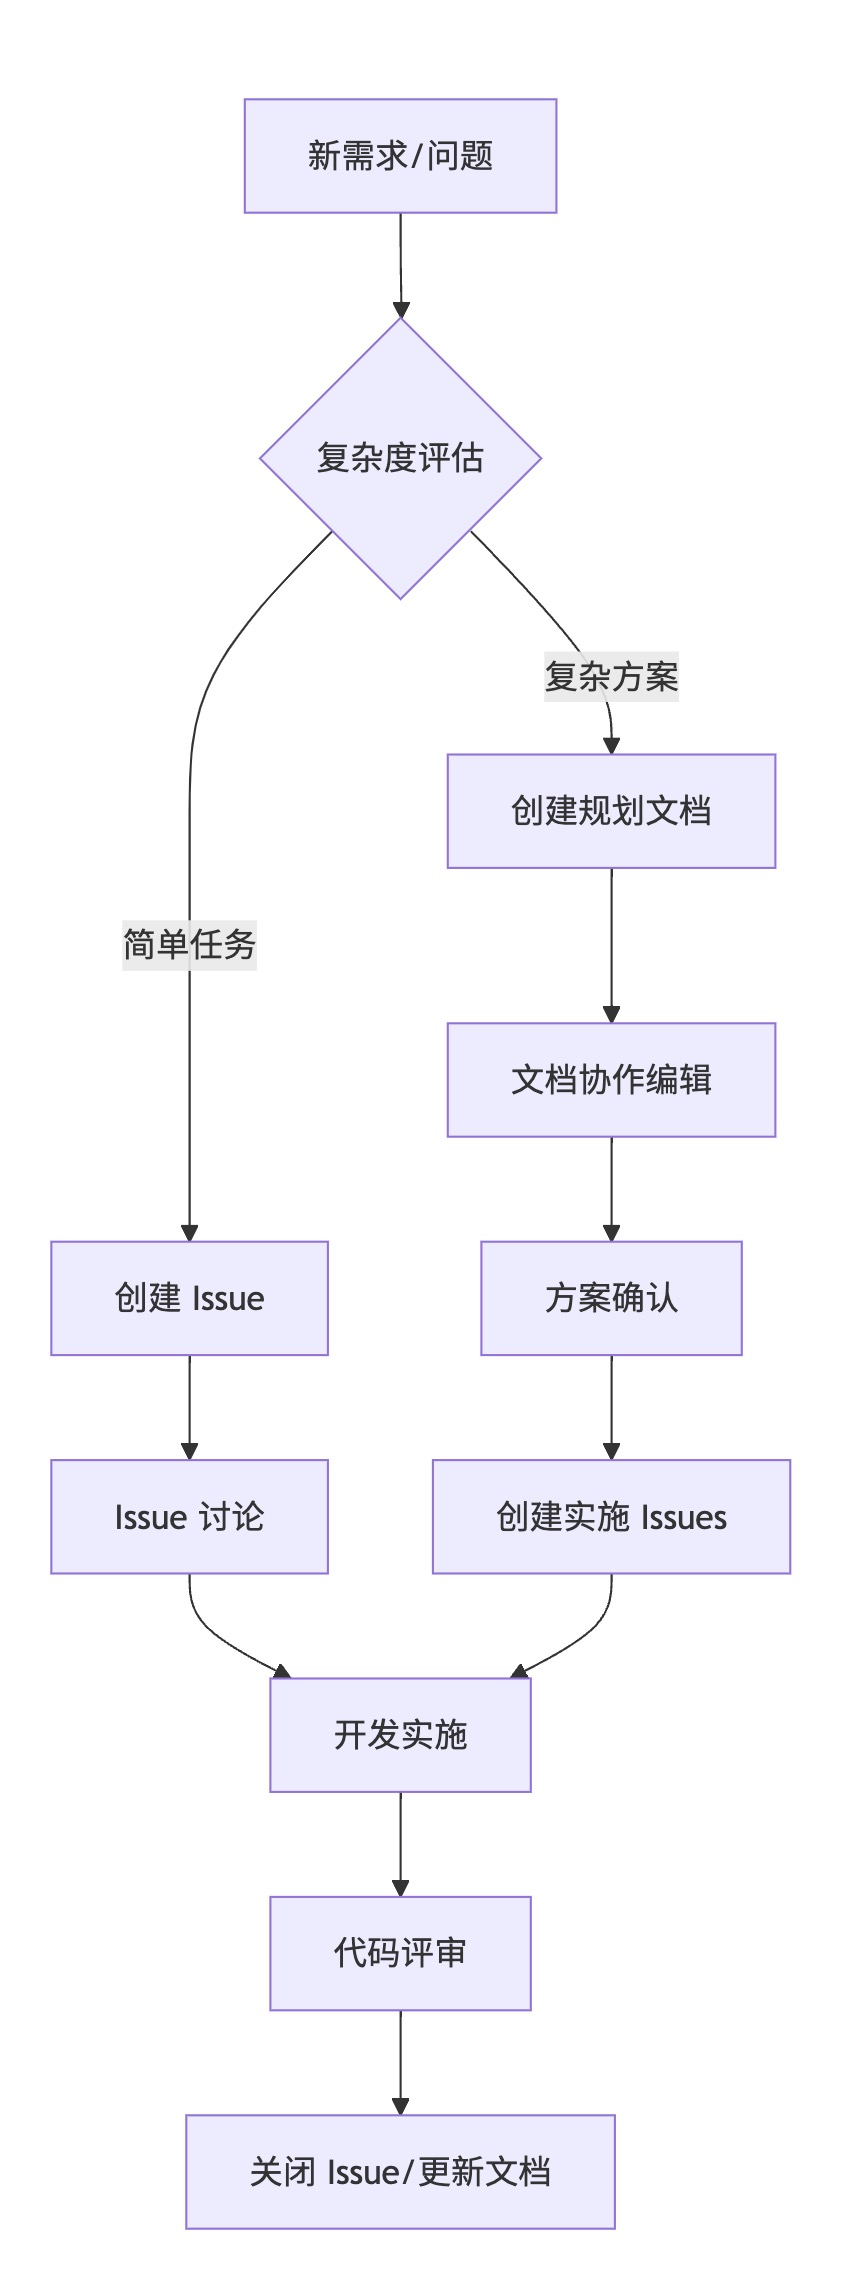 新需求/问题
复杂度评估
复杂方案
创建规划文档
简单任务
文档协作编辑
创建 Issue
方案确认
Issue 讨论
创建实施 Issues
开发实施
代码评审
关闭 Issue/更新文档